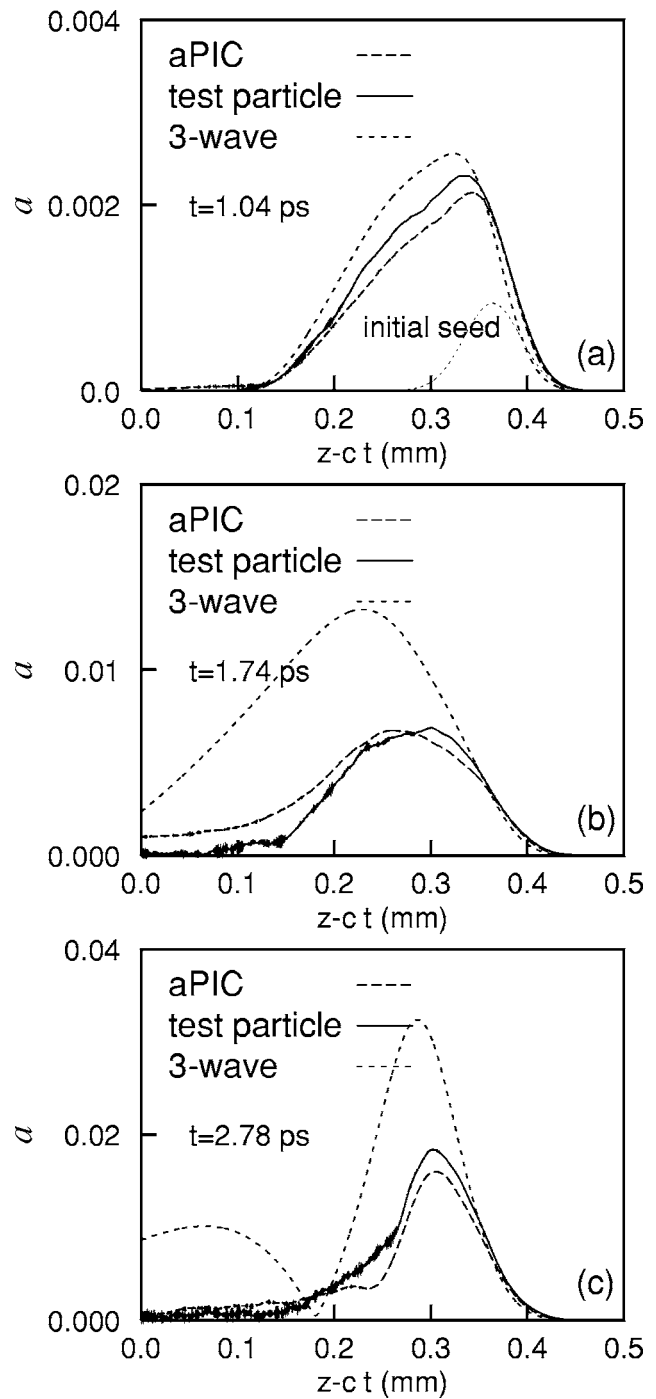 0.004
aPIC
test particle
3-wave
a
0.002
t=1.04 ps
initial seed
(a)
0.0
0.0 0.1 0.2 0.3 0.4 0.5
z-c t (mm)
0.02
aPIC
test particle
3-wave
a
0.01
t=1.74 ps
(b)
0.000
0.0 0.1 0.2 0.3 0.4 0.5
z-c t (mm)
0.04
aPIC
test particle
3-wave
a
0.02
t=2.78 ps
(c)
0.000
0.0 0.1 0.2 0.3 0.4 0.5
z-c t (mm)